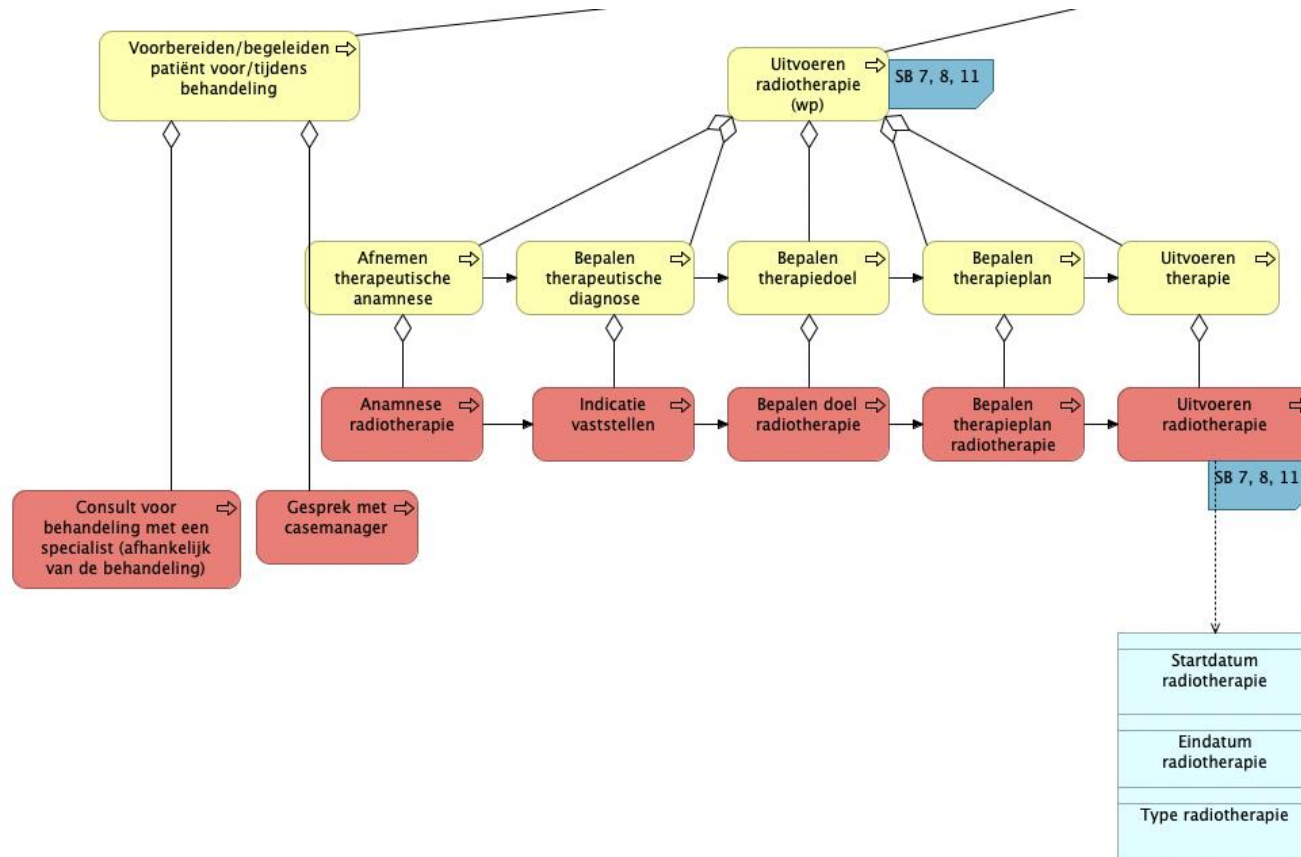 Voorbereiden/begeleiden
patiënt voor/tijdens
behandeling
Uitvoeren
radiotherapie
(wp)
SB 7, 8, 11
Afnemen
therapeutische
anamnese
Bepalen
therapeutische
diagnose
Bepalen
therapiedoel
Bepalen
therapieplan
Uitvoeren
therapie
Anamnese
radiotherapie
Indicatie
vaststellen
Bepalen doel
radiotherapie
Bepalen
therapieplan
radiotherapie
Uitvoeren
radiotherapie
SB 7, 8, 11
Consult voor
behandeling met een
specialist (afhankelijk
van de behandeling)
Gesprek met
casemanager
Startdatum
radiotherapie
Eindatum
radiotherapie
Type radiotherapie